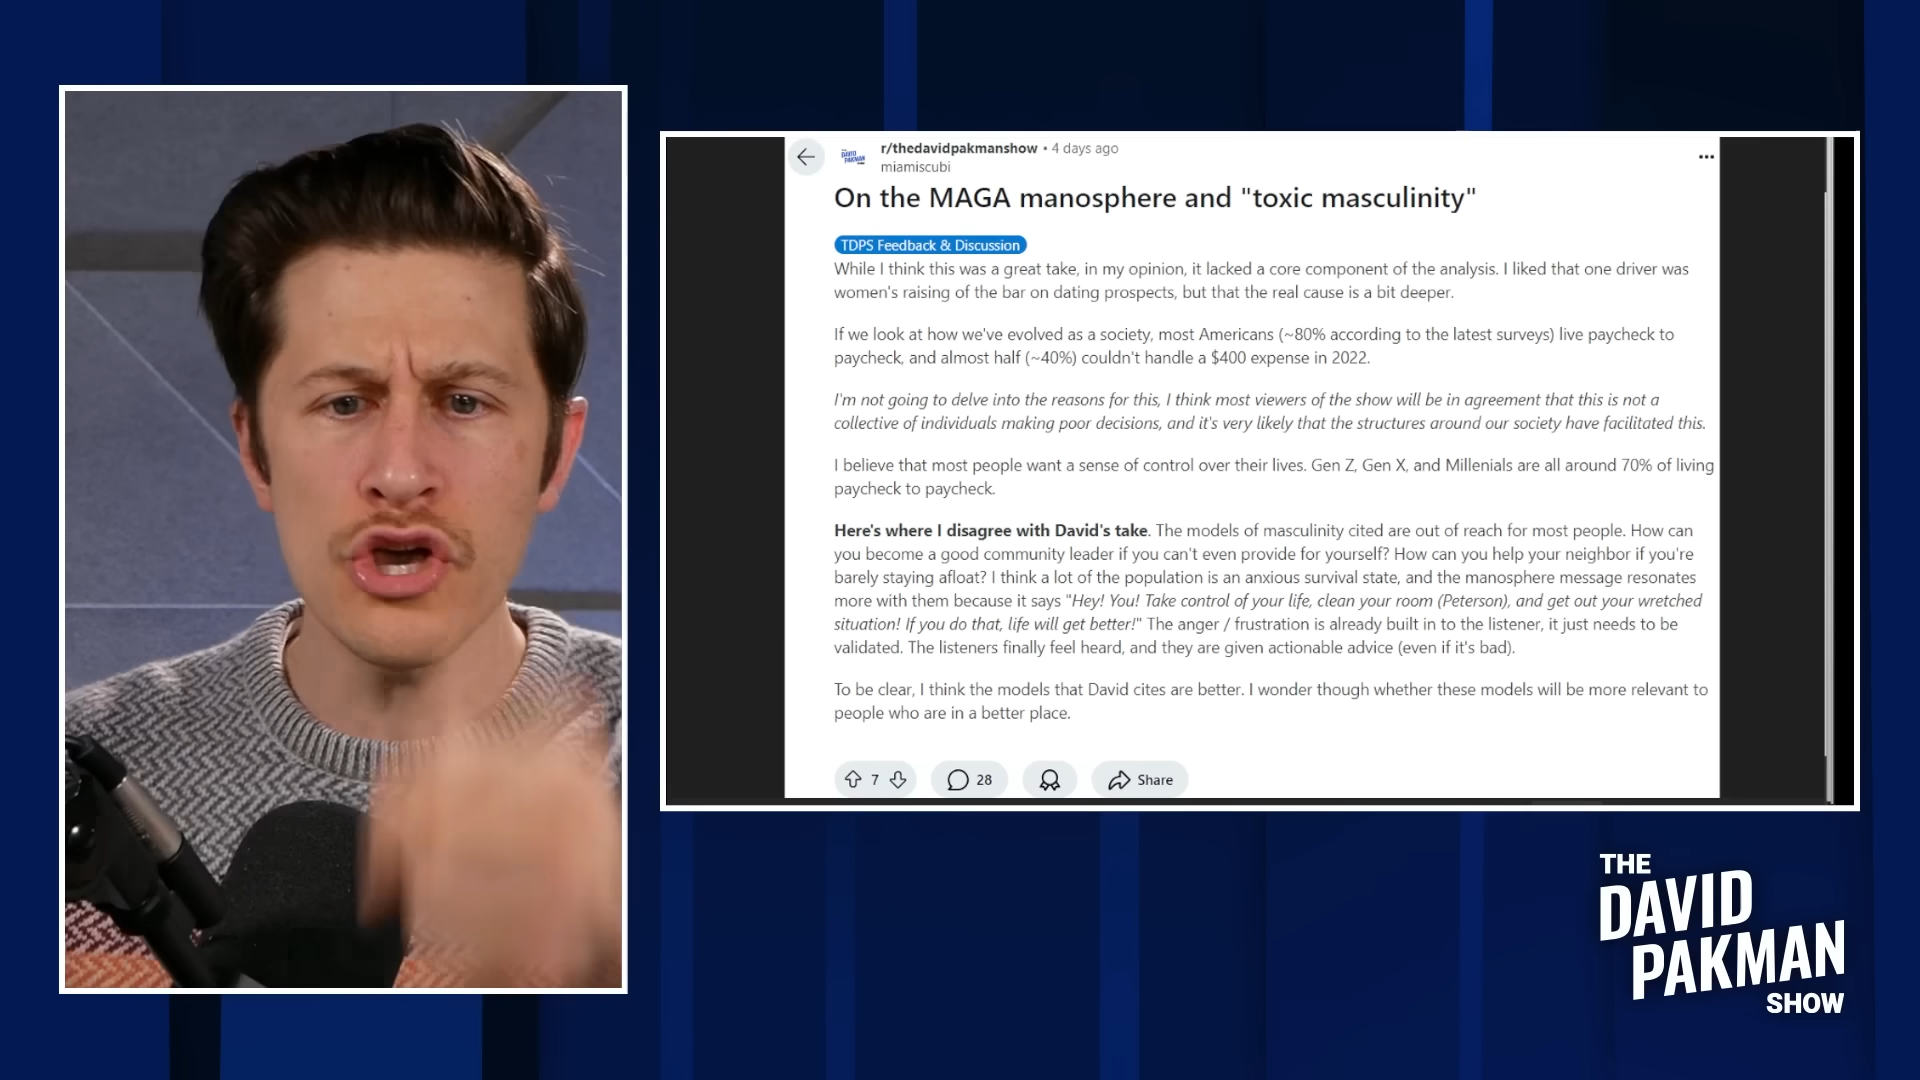 r/thedavidpakmanshow • 4 days ago
miamiscubi
On the MAGA manosphere and "toxic masculinity"
TDPS Feedback & Discussion
While I think this was a great take, in my opinion, it lacked a core component of the analysis. I liked that one driver was
women's raising of the bar on dating prospects, but that the real cause is a bit deeper.
If we look at how we've evolved as a society, most Americans (~80% according to the latest surveys) live paycheck to
paycheck, and almost half (~40%) couldn't handle a $400 expense in 2022.
I'm not going to delve into the reasons for this, I think most viewers of the show will be in agreement that this is not a
collective of individuals making poor decisions, and it's very likely that the structures around our society have facilitated this.
I believe that most people want a sense of control over their lives. Gen Z, Gen X, and Millenials are all around 70% of living
paycheck to paycheck.
Here's where I disagree with David's take. The models of masculinity cited are out of reach for most people. How can
you become a good community leader if you can't even provide for yourself? How can you help your neighbor if you're
barely staying afloat? I think a lot of the population is an anxious survival state, and the manosphere message resonates
more with them because it says "Hey! You! Take control of your life, clean your room (Peterson), and get out your wretched
situation! If you do that, life will get better!" The anger / frustration is already built in to the listener, it just needs to be
validated. The listeners finally feel heard, and they are given actionable advice (even if it's bad).
To be clear, I think the models that David cites are better. I wonder though whether these models will be more relevant to
people who are in a better place.
7
28
Share
THE
DAVID
PAKMAN
SHOW